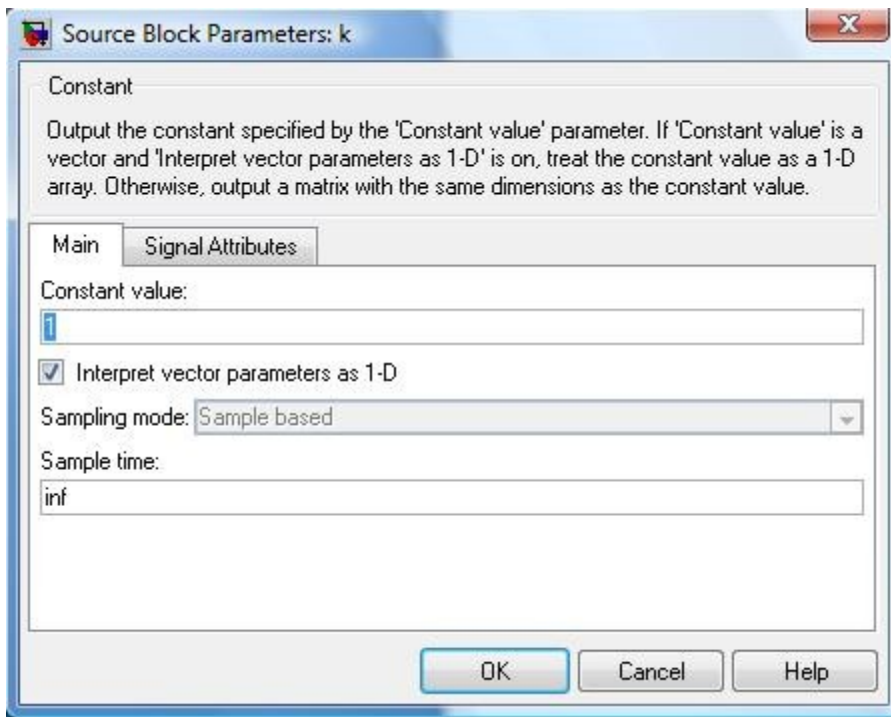 Source Block Parameters: k
Constant
Output the constant specified by the 'Constant value' parameter. If 'Constant value' is a
vector and 'Interpret vector parameters as 1-D' is on, treat the constant value as a 1-D
array. Otherwise, output a matrix with the same dimensions as the constant value.
Main Signal Attributes
Constant value:
1
Interpret vector parameters as 1-D
Sampling mode: Sample based
Sample time:
inf
OK Cancel Help